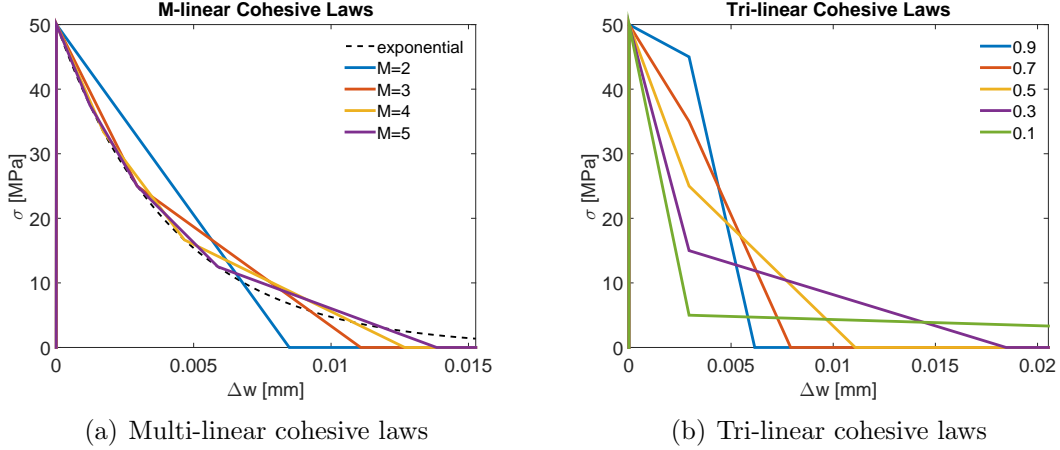 M-linear Cohesive Laws
50
40
30
20
10
0
σ [MPa]
exponential
M=2
M=3
M=4
M=5
0
0.005
0.01
0.015
Δw [mm]
(a) Multi-linear cohesive laws
Tri-linear Cohesive Laws
50
40
30
20
10
0
σ [MPa]
0.9
0.7
0.5
0.3
0.1
0
0.005
0.01
0.015
0.02
Δw [mm]
(b) Tri-linear cohesive laws